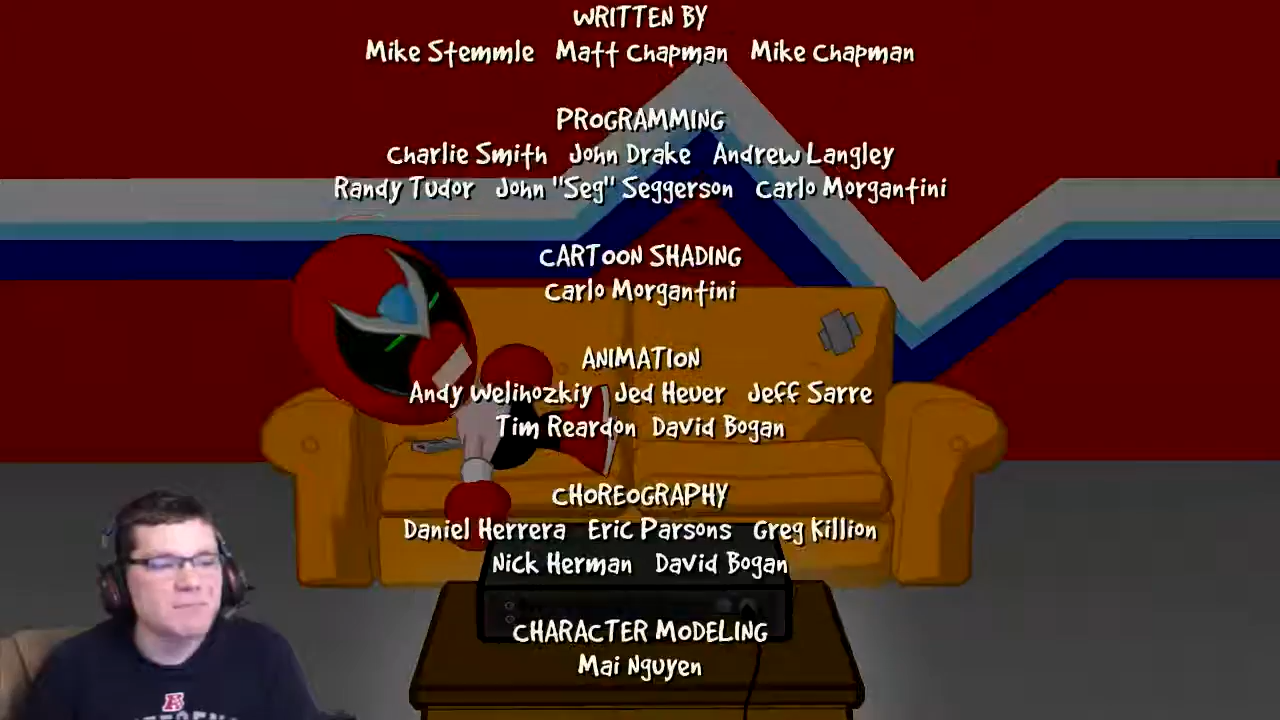 WRITTEN BY
Mike Stemmle Matt Chapman Mike Chapman
PROGRAMMING
Charlie Smith John Drake Andrew Langley
Randy Tudor John "Seg" Seggerson Carlo Morgantini
CARTOON SHADING
Carlo Morgantini
ANIMATION
Andy Welihozkiy Jed Heuer Jeff Sarre
Tim Reardon David Bogan
CHOREOGRAPHY
Daniel Herrera Eric Parsons Greg Killion
Nick Herman David Bogan
CHARACTER MODELING
Mai Nguyen